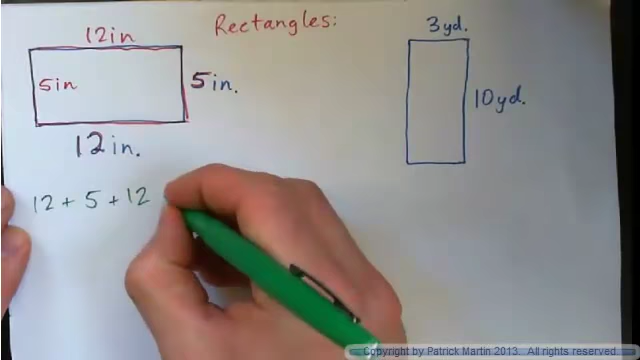 Rectangles:
12in
5in
5in.
12in.
3yd.
10yd.
12 + 5 + 12
Copyright by Patrick Martin 2013. All rights reserved.